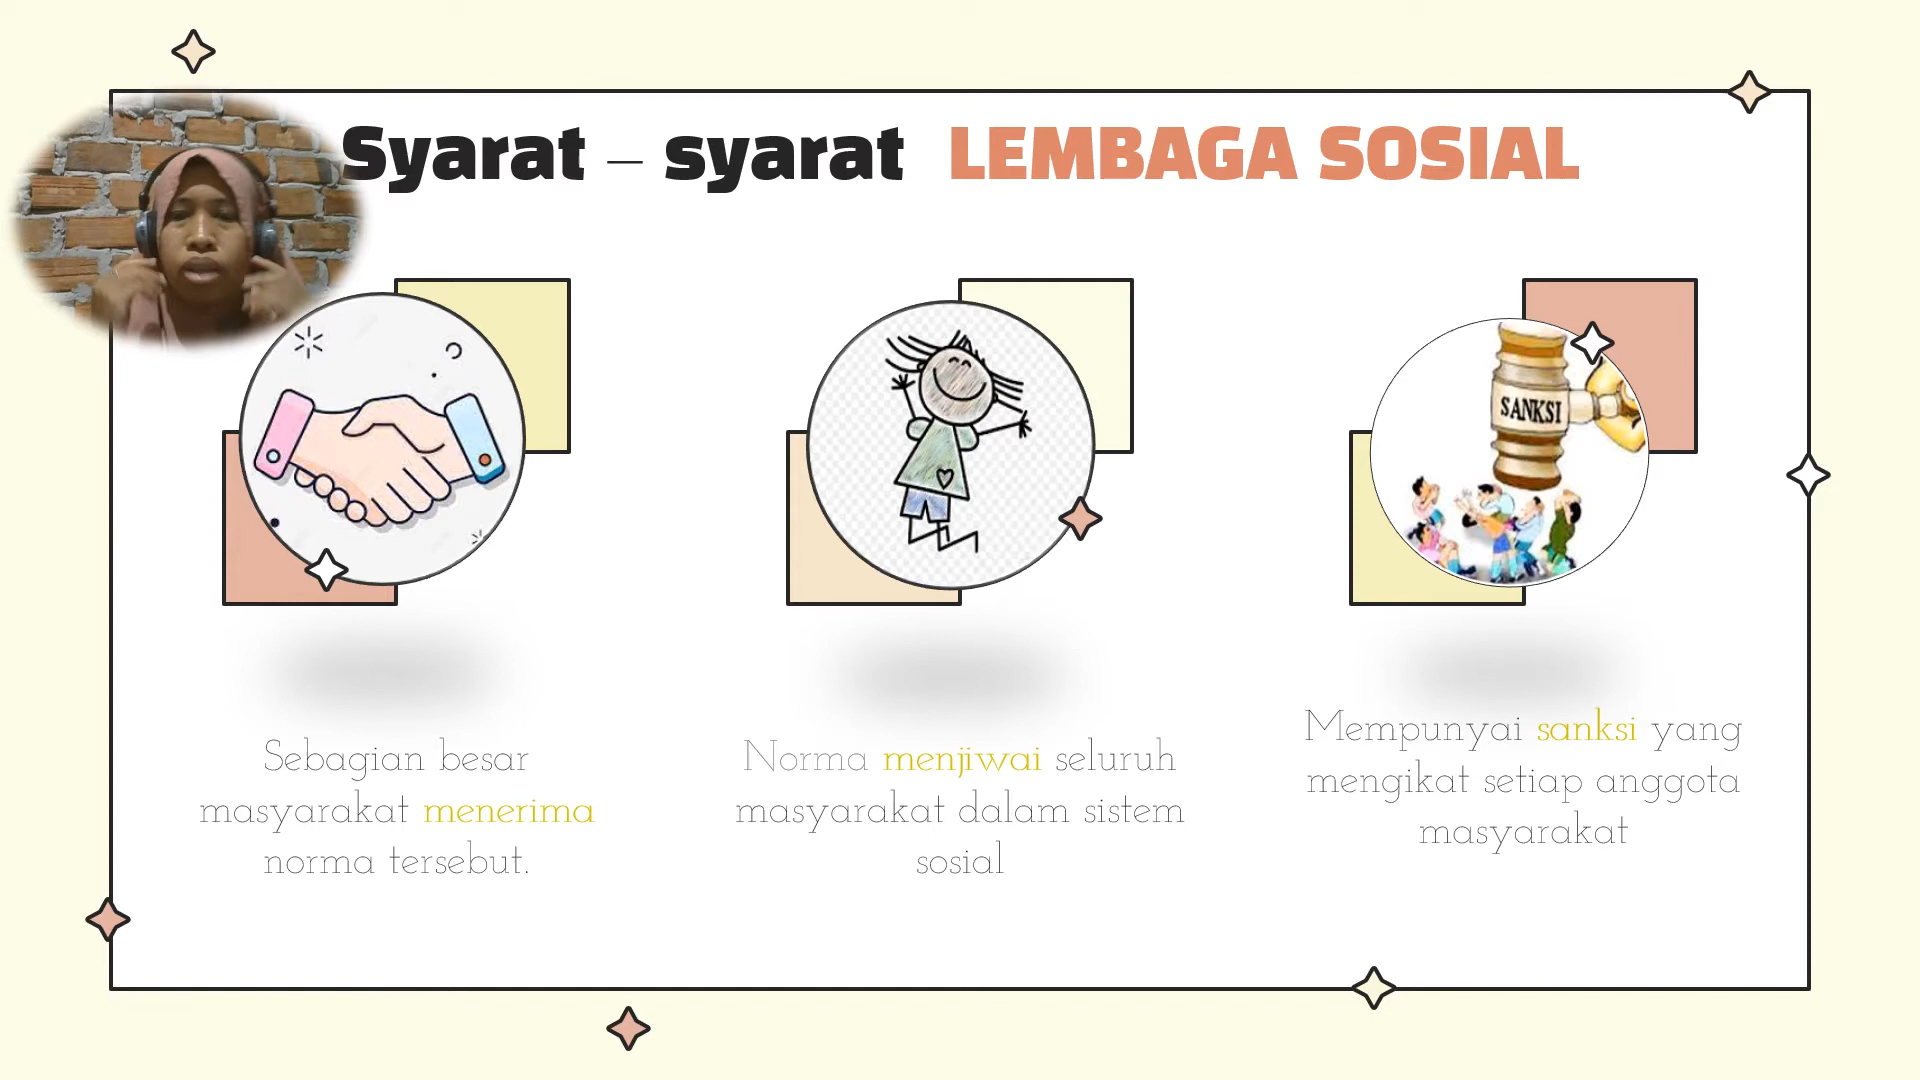 Syarat – syarat LEMBAGA SOSIAL
SANKSI
Sebagian besar
masyarakat menerima
norma tersebut.
Norma menjiwai seluruh
masyarakat dalam sistem
sosial
Mempunyai sanksi yang
mengikat setiap anggota
masyarakat